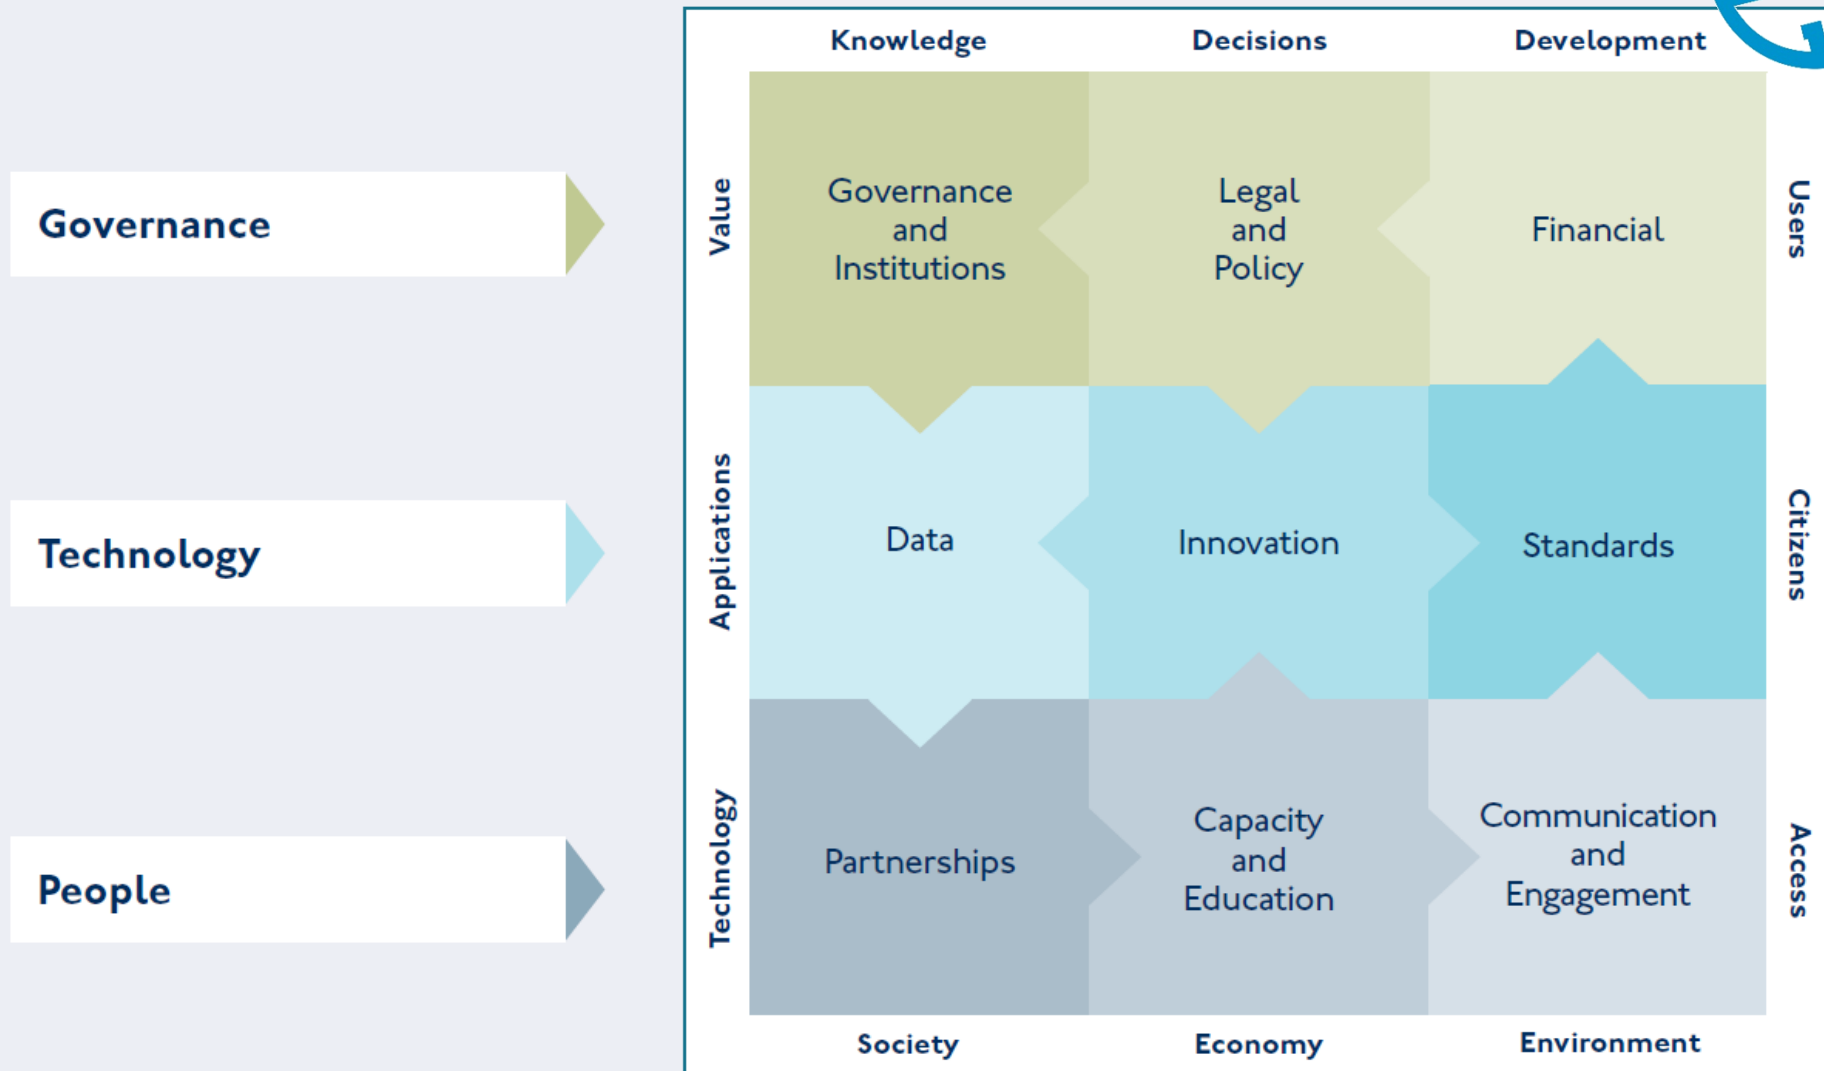 Knowledge
Decisions
Development
Governance
Value
Governance
and
Institutions
Legal
and
Policy
Financial
Users
Technology
Applications
Data
Innovation
Standards
Citizens
People
Technology
Partnerships
Capacity
and
Education
Communication
and
Engagement
Access
Society
Economy
Environment